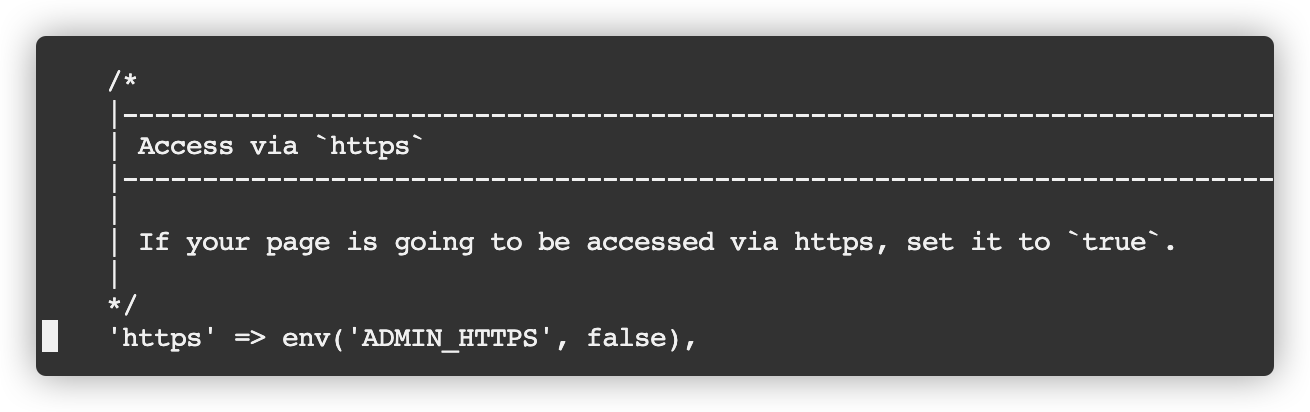 /*
|---------------------------------------------------------------------------
| Access via `https`
|---------------------------------------------------------------------------
|
| If your page is going to be accessed via https, set it to `true`.
|
*/
'https' => env('ADMIN_HTTPS', false),